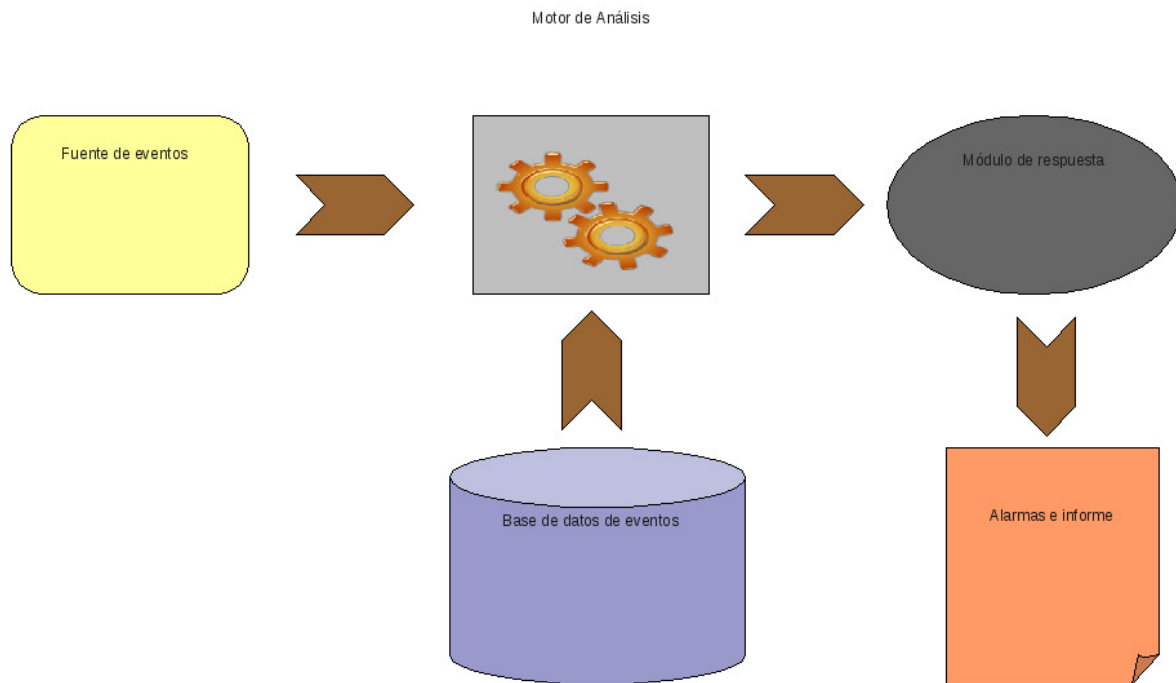 Motor de Análisis
Fuente de eventos
Módulo de respuesta
Base de datos de eventos
Alarmas e informe